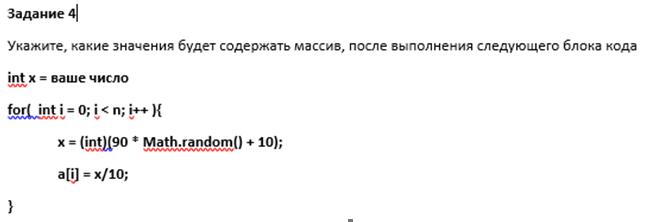 Задание 4
Укажите, какие значения будет содержать массив, после выполнения следующего блока кода
int x = ваше число
for( int i = 0; i < n; i++ ){
x = (int)(90 * Math.random() + 10);
a[i] = x/10;
}